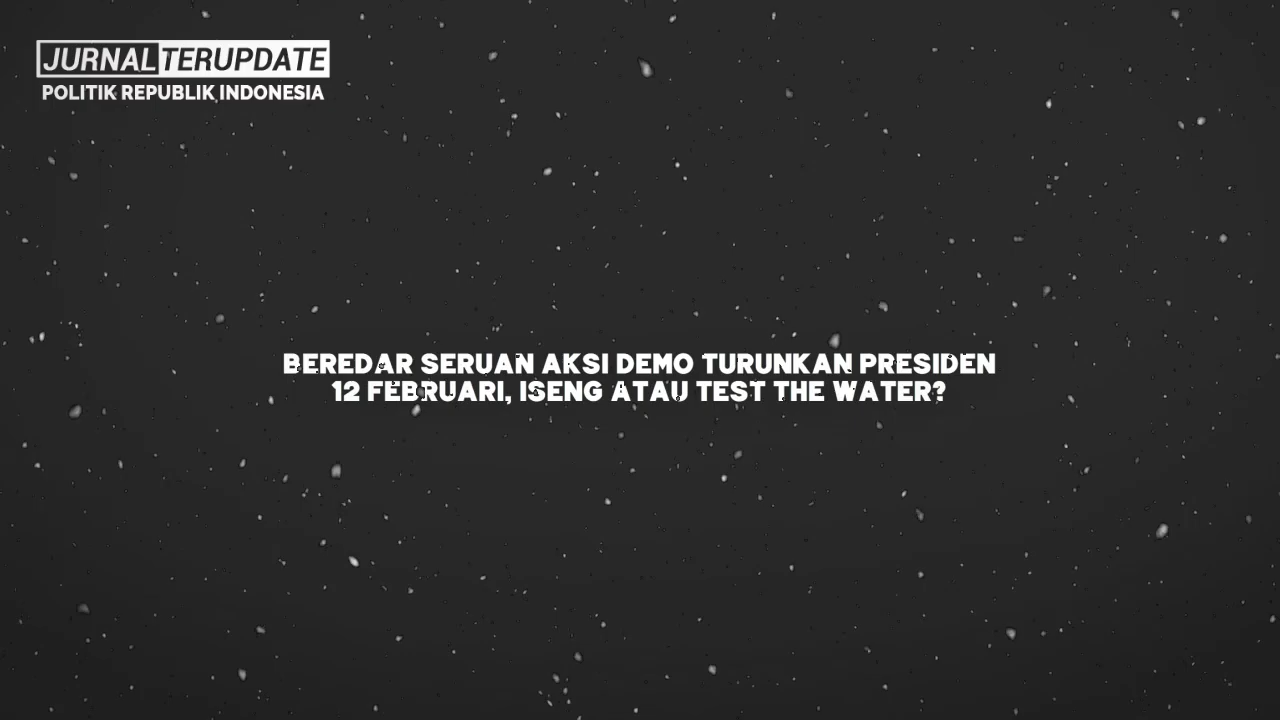 JURNALTERUPDATE
POLITIK REPUBLIK INDONESIA
BEREDAR SERUAN AKSI DEMO TURUNKAN PRESIDEN
12 FEBRUARI, ISENG ATAU TEST THE WATER?